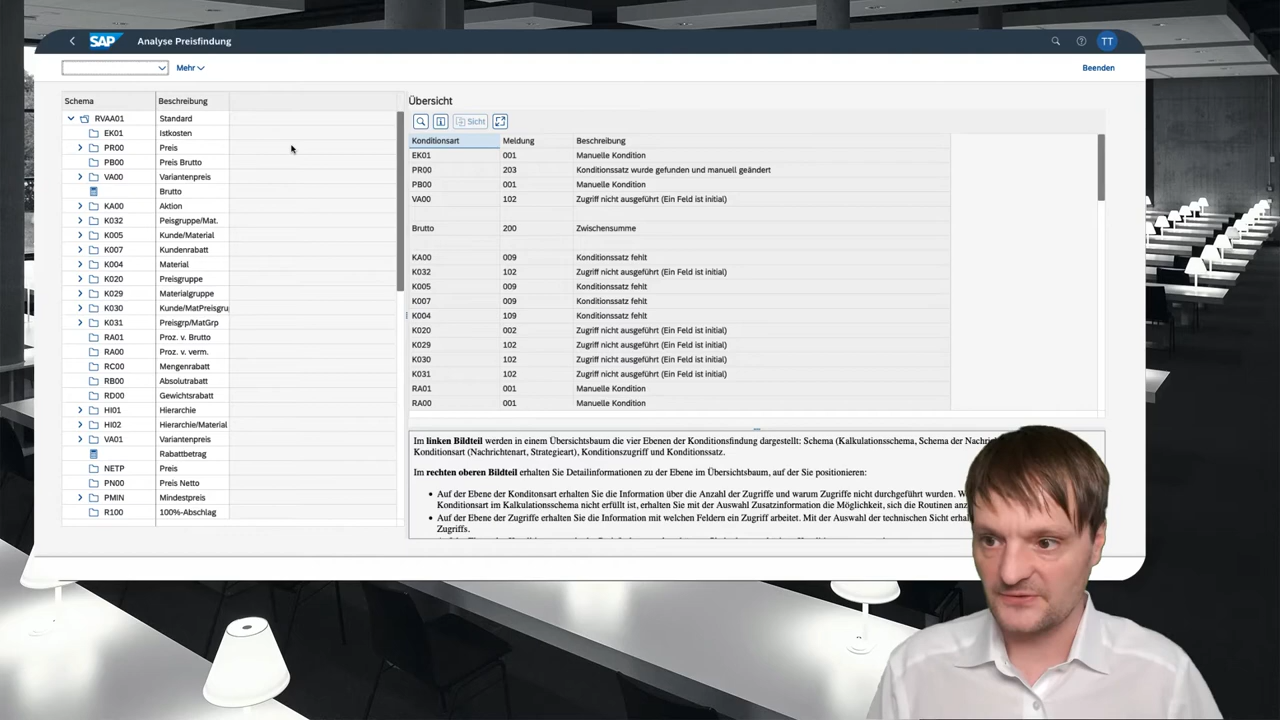 SAP Analyse Preisfindung TT
Mehr Beenden
Schema Beschreibung
RVAA01 Standard
EK01 Istkosten
PR00 Preis
PB00 Preis Brutto
VA00 Variantenpreis
Brutto
KA00 Aktion
K032 Peisgruppe/Mat.
K005 Kunde/Material
K007 Kundenrabatt
K004 Material
K020 Preisgruppe
K029 Materialgruppe
K030 Kunde/MatPreisgru
K031 Preisgrp/MatGrp
RA01 Proz. v. Brutto
RA00 Proz. v. verm.
RC00 Mengenrabatt
RB00 Absolutrabatt
RD00 Gewichtsrabatt
HI01 Hierarchie
HI02 Hierarchie/Material
VA01 Variantenpreis
Rabattbetrag
NETP Preis
PN00 Preis Netto
PMIN Mindestpreis
R100 100%-Abschlag
Übersicht
Sicht
Konditionsart Meldung Beschreibung
EK01 001 Manuelle Kondition
PR00 203 Konditionssatz wurde gefunden und manuell geändert
PB00 001 Manuelle Kondition
VA00 102 Zugriff nicht ausgeführt (Ein Feld ist initial)
Brutto 200 Zwischensumme
KA00 009 Konditionssatz fehlt
K032 102 Zugriff nicht ausgeführt (Ein Feld ist initial)
K005 009 Konditionssatz fehlt
K007 009 Konditionssatz fehlt
K004 109 Konditionssatz fehlt
K020 002 Zugriff nicht ausgeführt (Ein Feld ist initial)
K029 102 Zugriff nicht ausgeführt (Ein Feld ist initial)
K030 102 Zugriff nicht ausgeführt (Ein Feld ist initial)
K031 102 Zugriff nicht ausgeführt (Ein Feld ist initial)
RA01 001 Manuelle Kondition
RA00 001 Manuelle Kondition
Im linken Bildteil werden in einem Übersichtsbaum die vier Ebenen der Konditionsfindung dargestellt: Schema (Kalkulationsschema, Schema der
Konditionsart (Nachrichtenart, Strategieart), Konditionszugriff und Konditionssatz.
Im rechten oberen Bildteil erhalten Sie Detailinformationen zu der Ebene im Übersichtsbaum, auf der Sie positionieren:
• Auf der Ebene der Konditionsart erhalten Sie die Information über die Anzahl der Zugriffe und warum Zugriffe nicht durchgeführt wurden.
Konditionsart im Kalkulationsschema nicht erfüllt ist, erhalten Sie mit der Auswahl Zusatzinformation die Möglichkeit, sich die Routinen
• Auf der Ebene der Zugriffe erhalten Sie die Information mit welchen Feldern ein Zugriff arbeitet. Mit der Auswahl der technischen Sicht
Zugriffs.